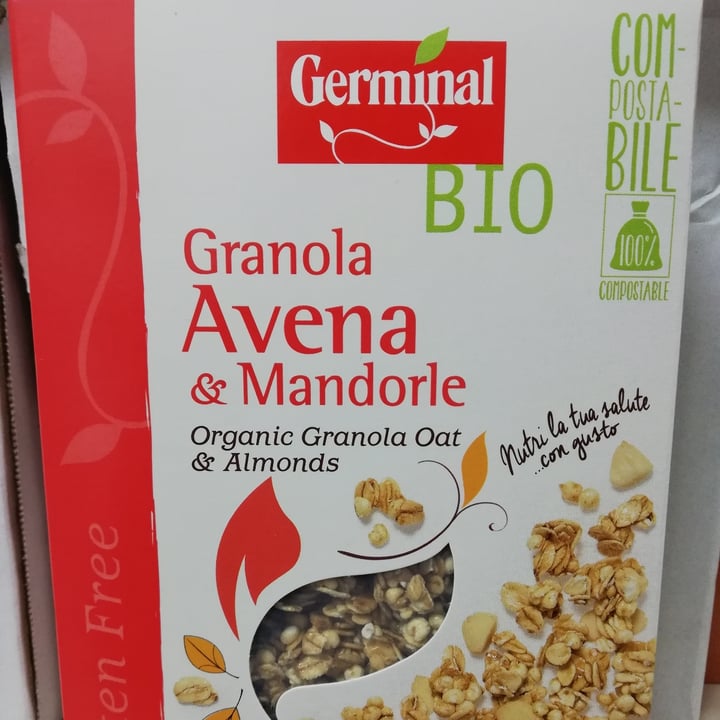 Germinal
BIO
COM-
POSTA-
BILE
100%
COMPOSTABLE
Granola
Avena
& Mandorle
Organic Granola Oat
& Almonds
Nutri la tua salute
...con gusto
Free